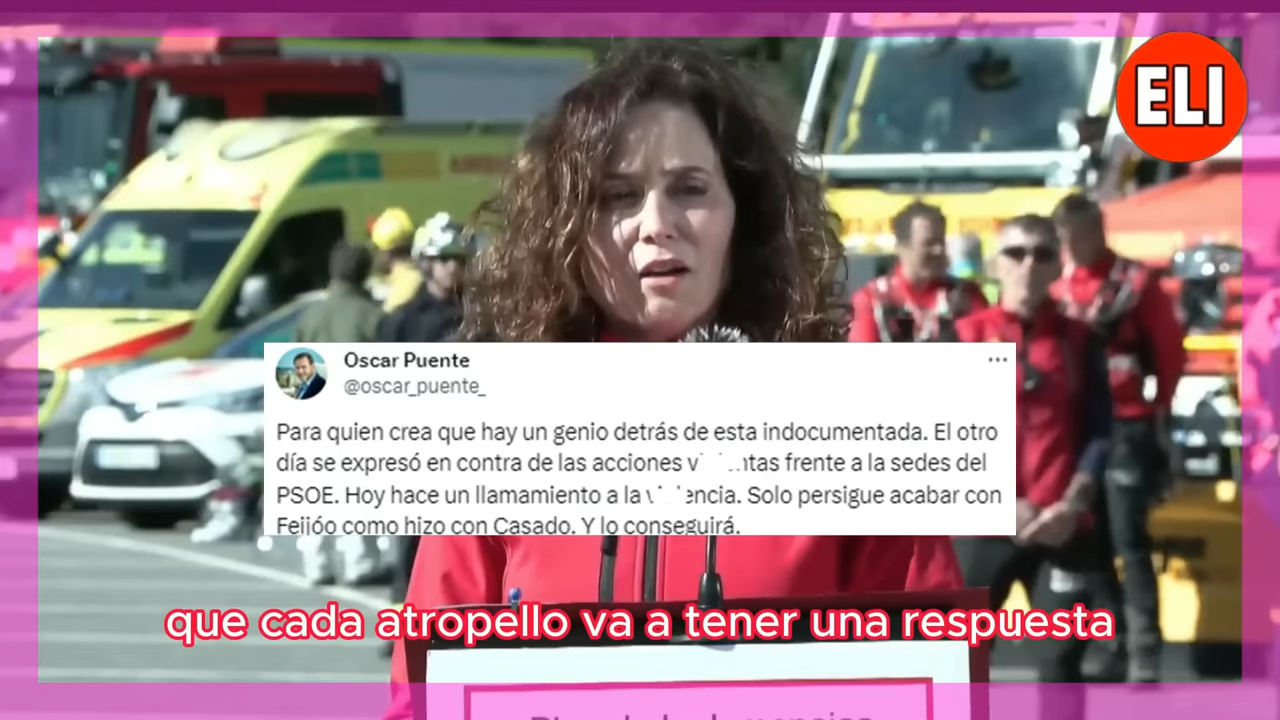 ELI
Oscar Puente
@oscar_puente_
Para quien crea que hay un genio detrás de esta indocumentada. El otro
día se expresó en contra de las acciones v tas frente a la sedes del
PSOE. Hoy hace un llamamiento a la v encia. Solo persigue acabar con
Feijóo como hizo con Casado. Y lo conseguirá.
que cada atropello va a tener una respuesta